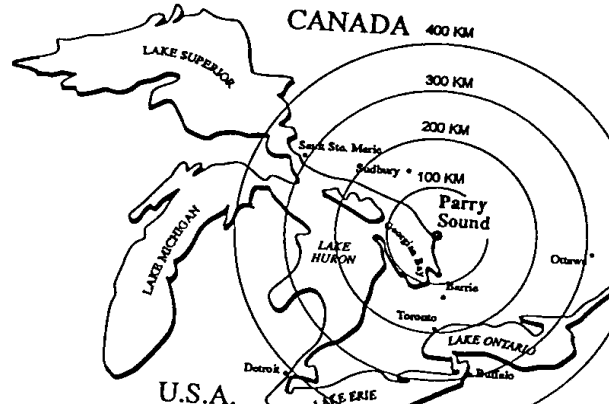 CANADA
400 KM
LAKE SUPERIOR
300 KM
200 KM
Sault Ste. Marie
Sudbury
100 KM
Parry
Sound
Georgian Bay
LAKE
HURON
LAKE MICHIGAN
Ottawa
Barrie
Toronto
LAKE ONTARIO
Detroit
Buffalo
U.S.A.
LAKE ERIE